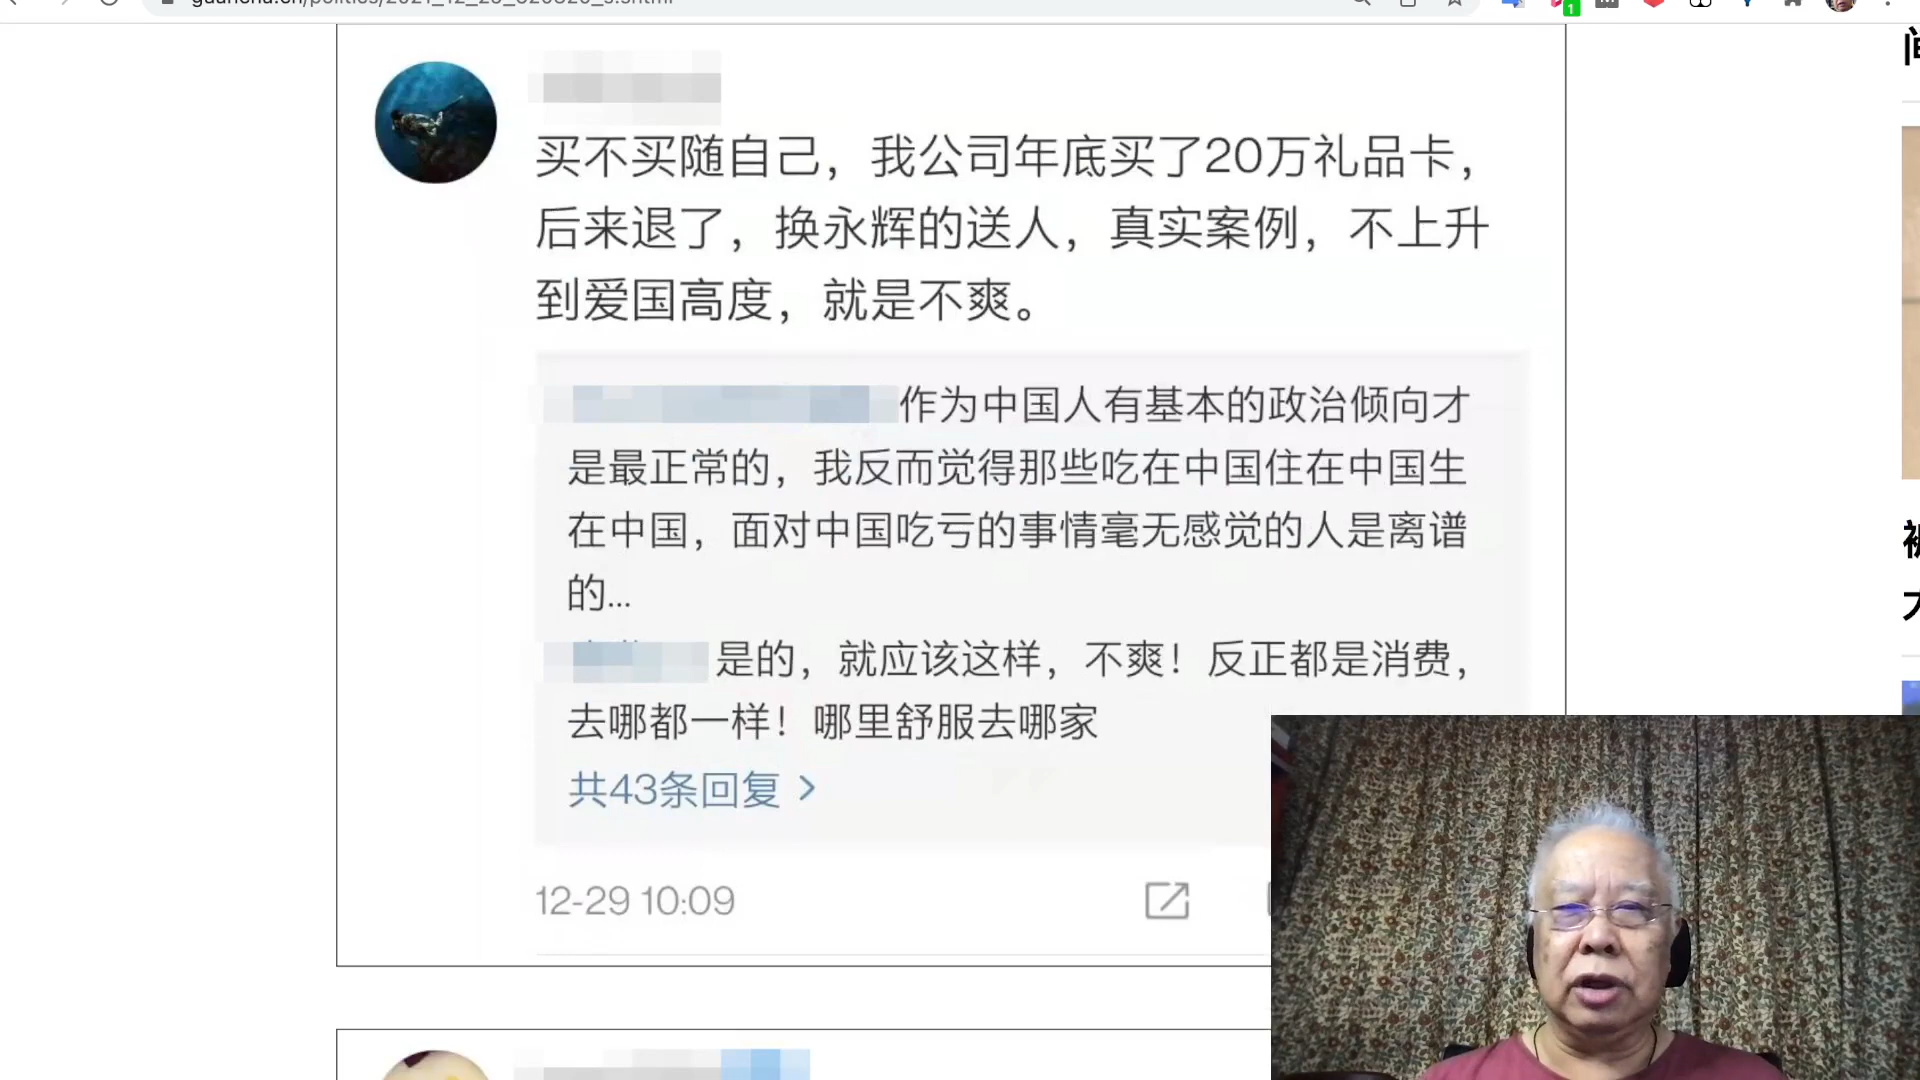 买不买随自己，我公司年底买了20万礼品卡，
后来退了，换永辉的送人，真实案例，不上升
到爱国高度，就是不爽。
作为中国人有基本的政治倾向才
是最正常的，我反而觉得那些吃在中国住在中国生
在中国，面对中国吃亏的事情毫无感觉的人是离谱
的...
是的，就应该这样，不爽！反正都是消费，
去哪都一样！哪里舒服去哪家
共43条回复 >
12-29 10:09
1